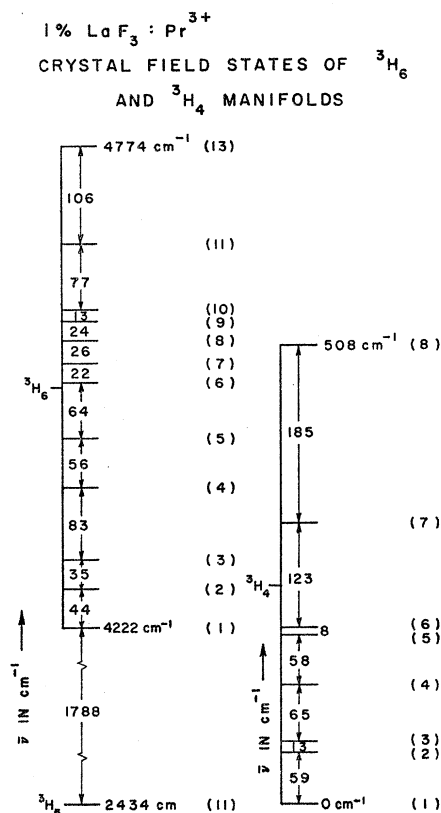 1% LaF3 : Pr3+
CRYSTAL FIELD STATES OF 3H6
AND 3H4 MANIFOLDS
4774 cm-1 (13)
106
(11)
77
(10)
13
(9)
24
(8)
26
(7)
22
(6)
3H6
64
(5)
56
(4)
83
(3)
35
(2)
44
4222 cm-1 (1)
ν̄ IN cm-1
1788
3H5 2434 cm (11)
508 cm-1 (8)
185
(7)
3H4
123
(6)
8
(5)
58
(4)
65
(3)
13
(2)
59
ν̄ IN cm-1
0 cm-1 (1)